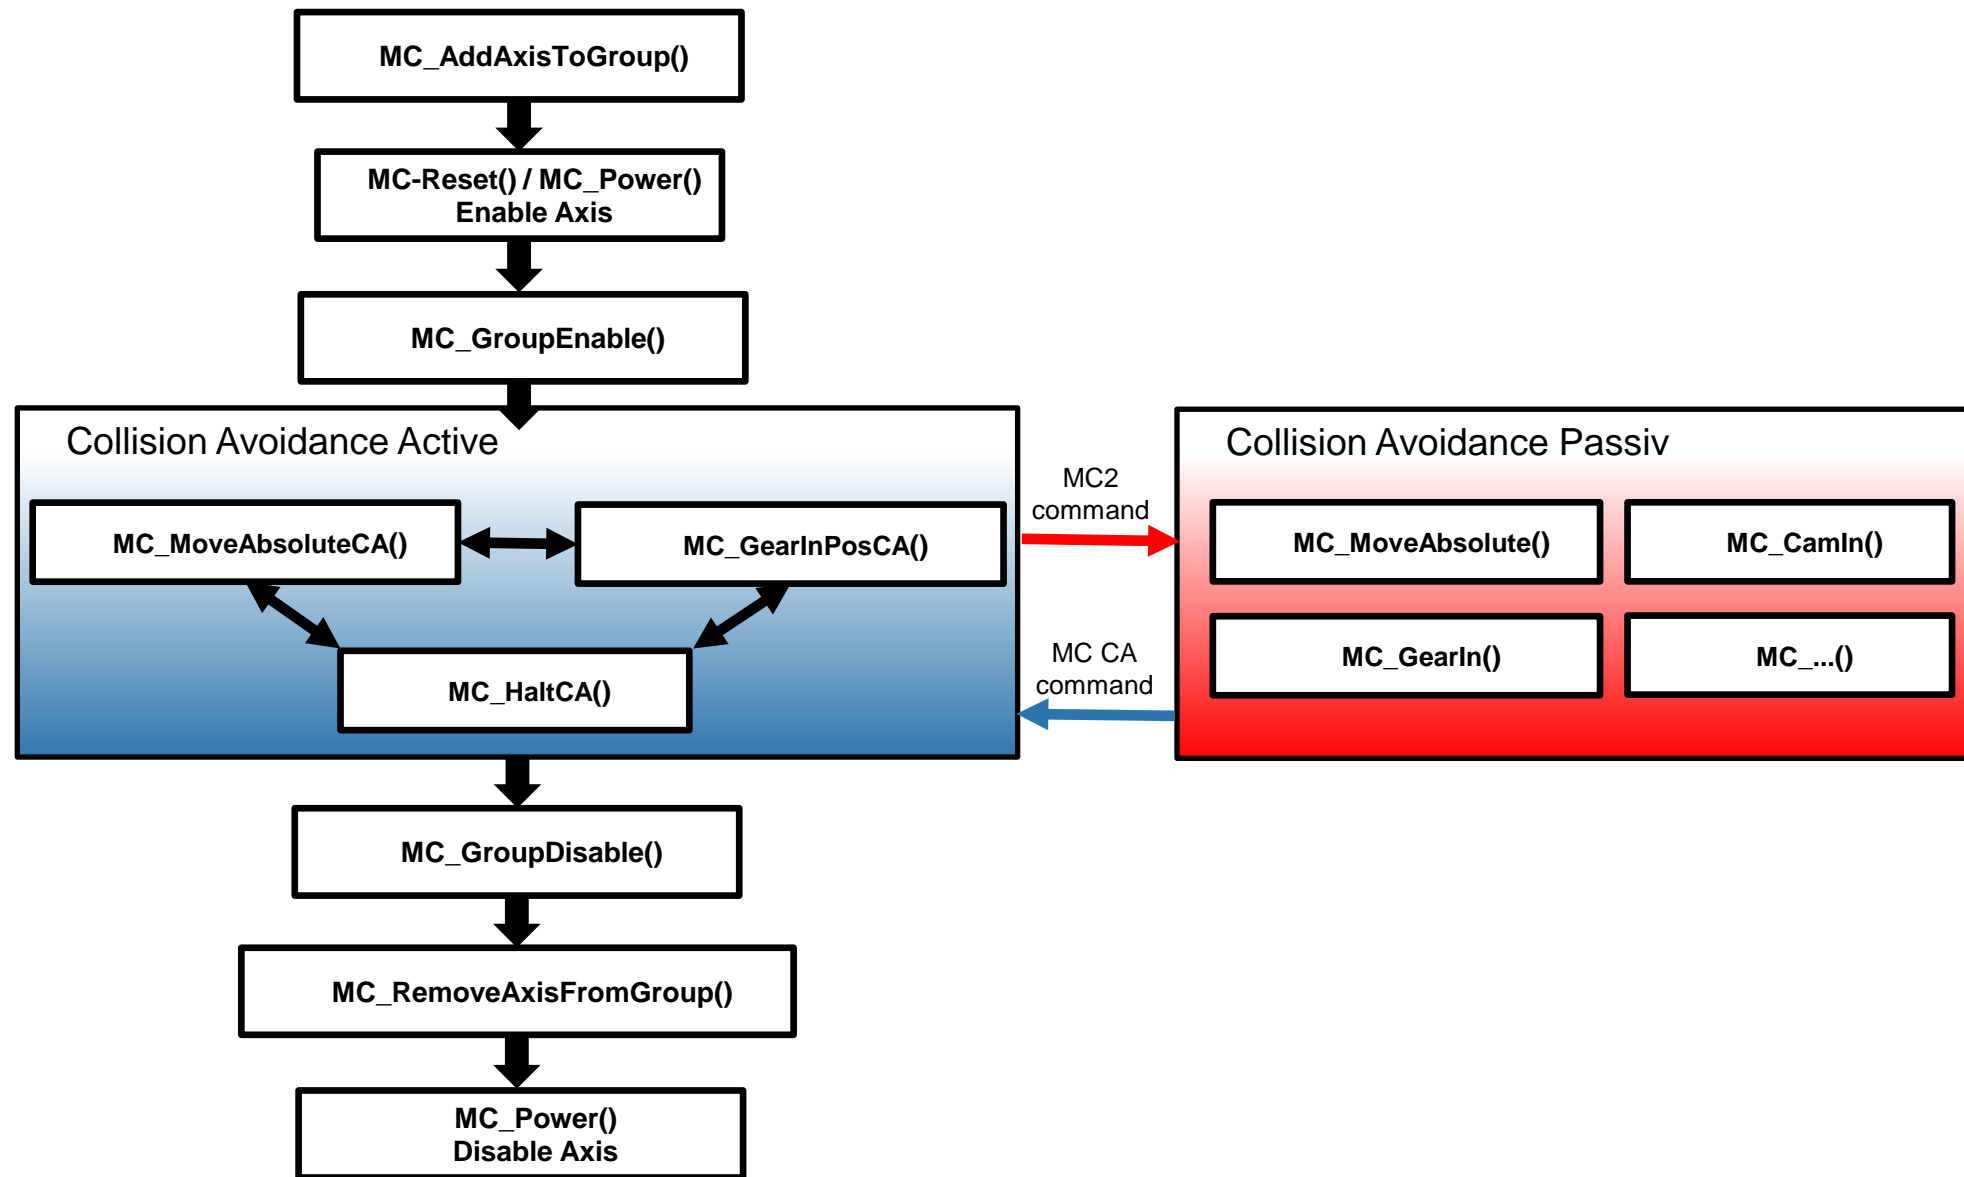 MC_AddAxisToGroup()
MC-Reset() / MC_Power()
Enable Axis
MC_GroupEnable()
Collision Avoidance Active
MC_MoveAbsoluteCA()
MC_GearInPosCA()
MC_HaltCA()
MC2
command
MC CA
command
Collision Avoidance Passiv
MC_MoveAbsolute()
MC_CamIn()
MC_GearIn()
MC_...()
MC_GroupDisable()
MC_RemoveAxisFromGroup()
MC_Power()
Disable Axis